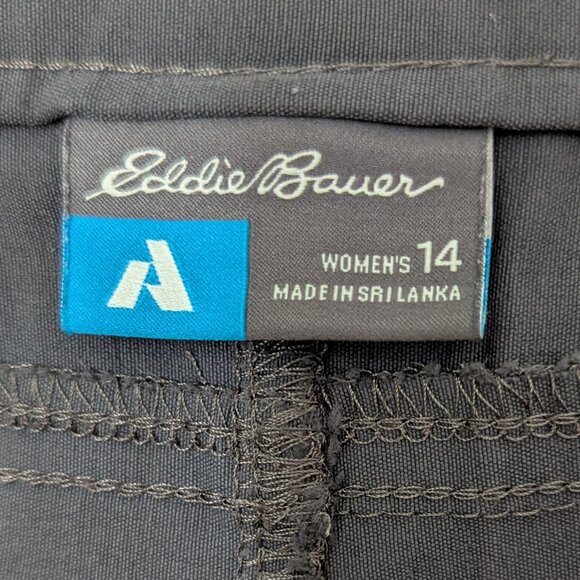 Eddie Bauer
WOMEN'S 14
MADE IN SRI LANKA